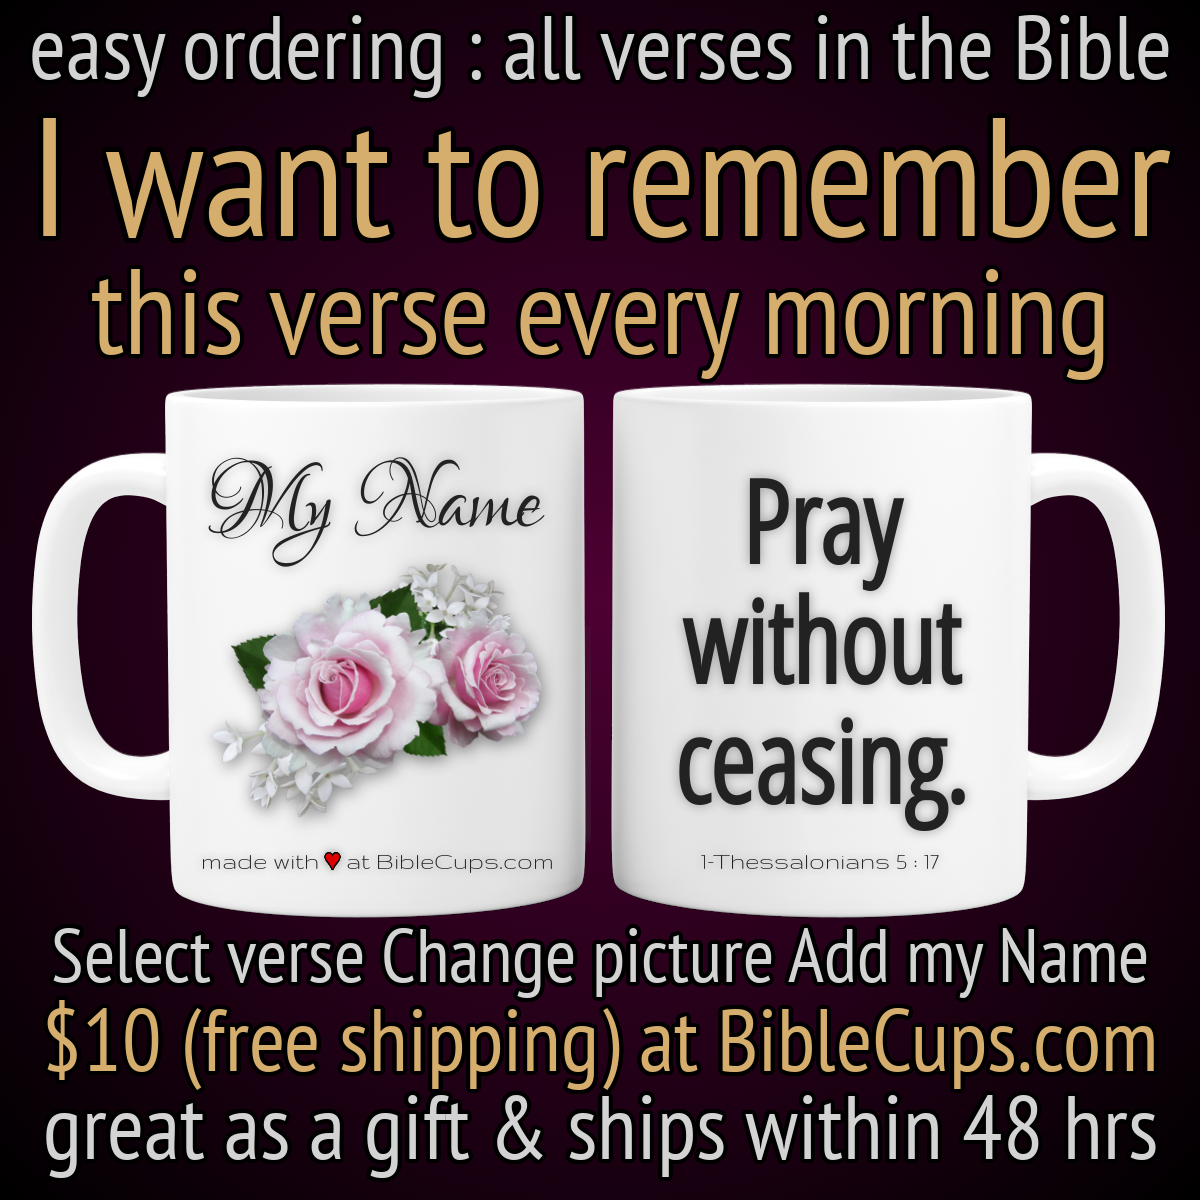 easy ordering : all verses in the Bible
I want to remember
this verse every morning
My Name
made with ♥ at BibleCups.com
Pray
without
ceasing.
1-Thessalonians 5 : 17
Select verse Change picture Add my Name
$10 (free shipping) at BibleCups.com
great as a gift & ships within 48 hrs